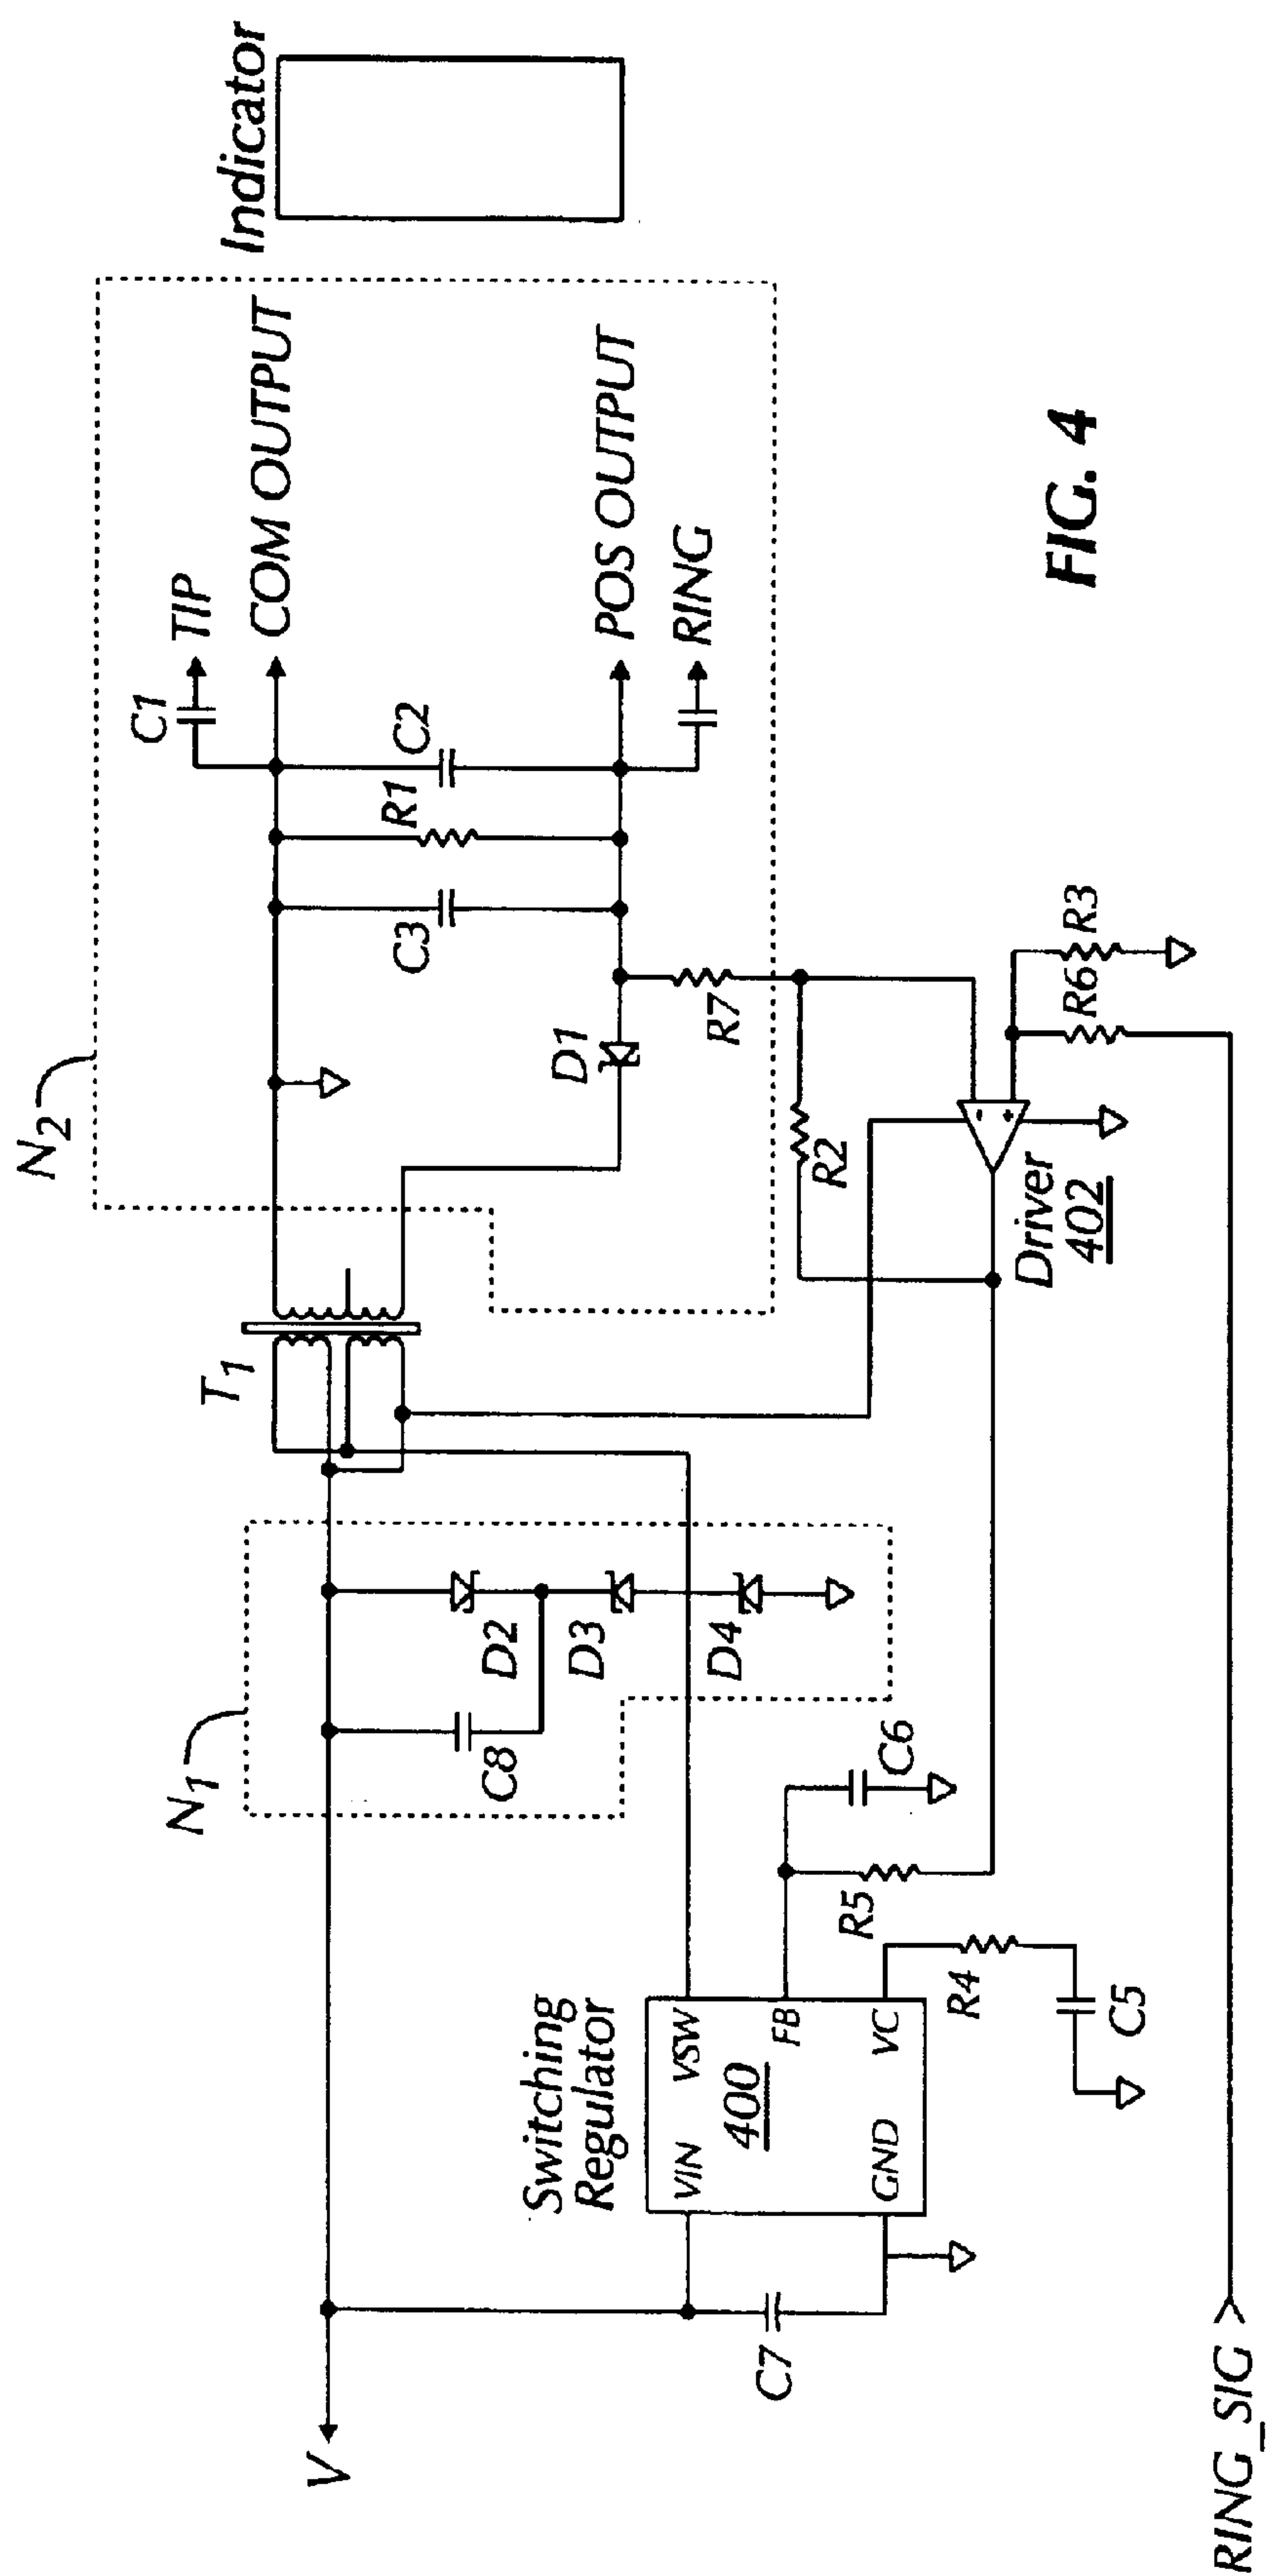 Indicator
N2
C1
TIP
COM OUTPUT
C3
R1
C2
D1
POS OUTPUT
RING
R7
T1
N1
C8
D2
D3
D4
R2
- +
Driver
402
R6
R3
Switching
Regulator
VIN
VSW
400
FB
GND
VC
C7
R5
C6
R4
C5
V
RING_SIG
FIG. 4